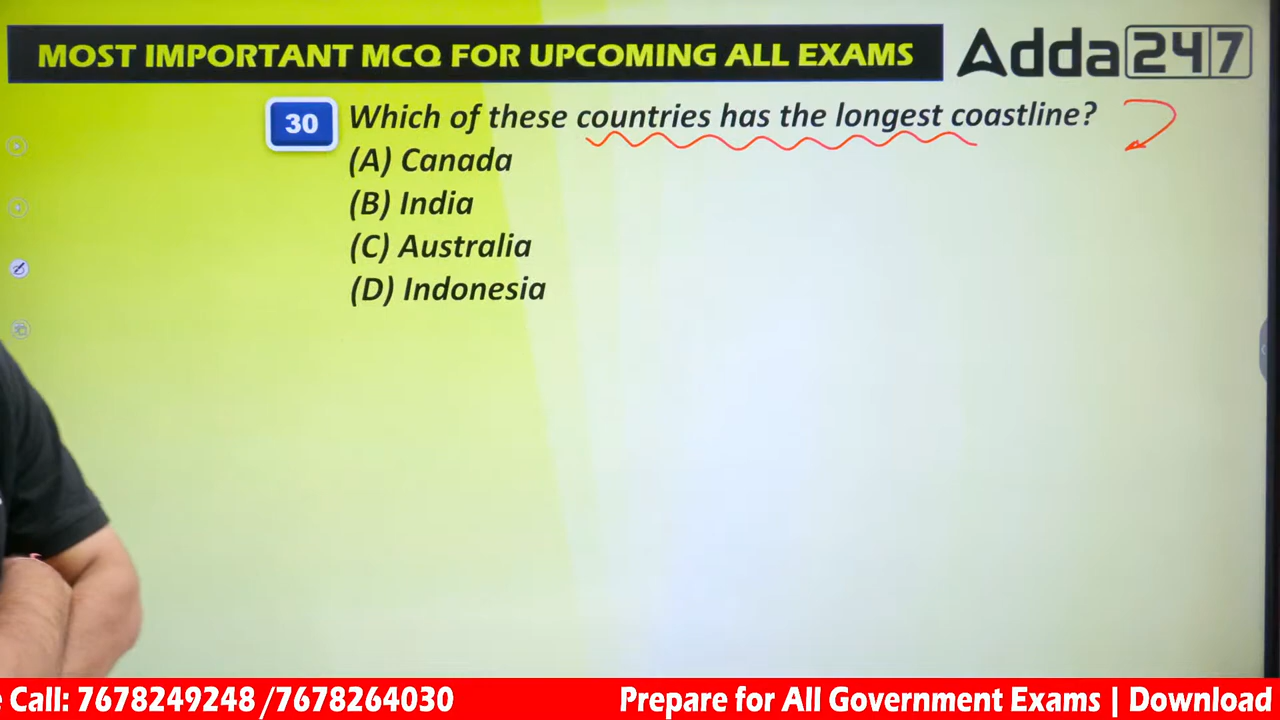 MOST IMPORTANT MCQ FOR UPCOMING ALL EXAMS
Adda247
30 Which of these countries has the longest coastline?
(A) Canada
(B) India
(C) Australia
(D) Indonesia
Call: 7678249248 /7678264030 Prepare for All Government Exams | Download